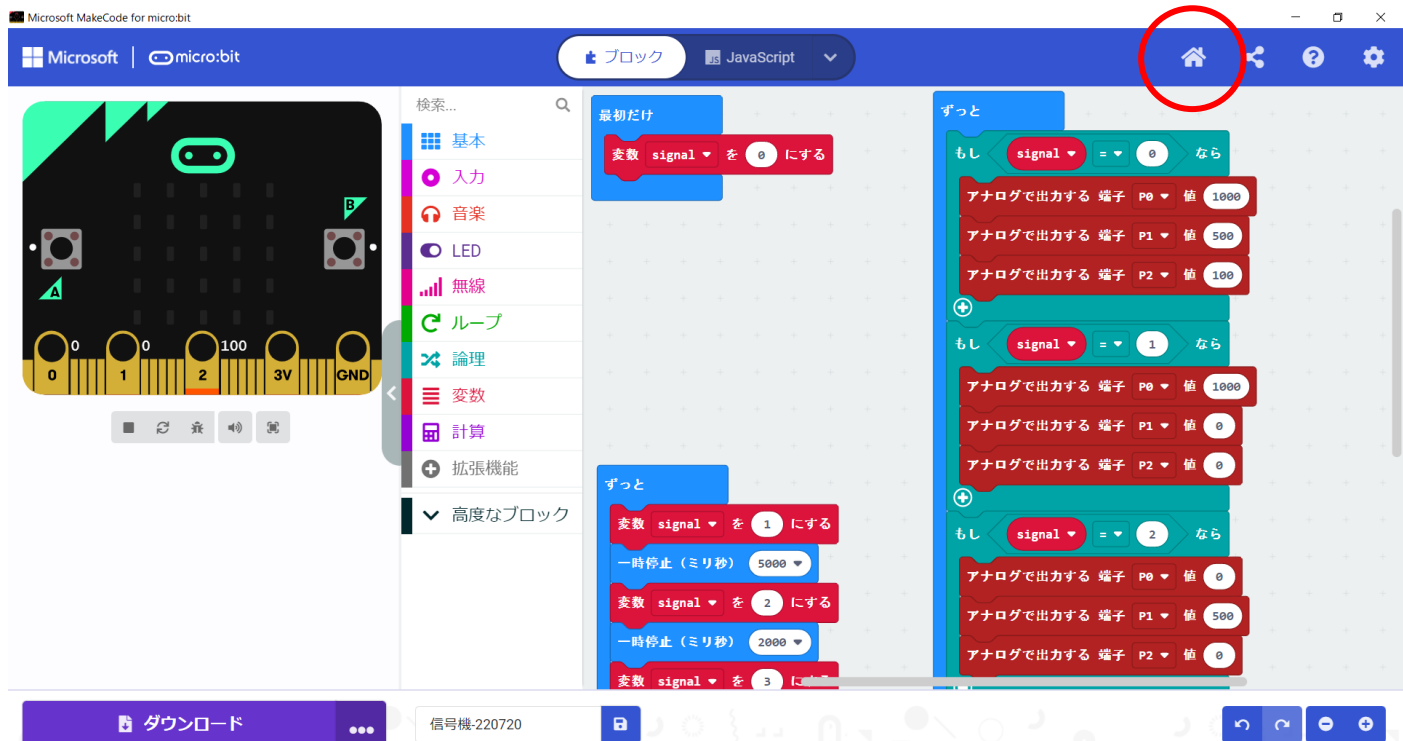 Microsoft MakeCode for micro:bit
Microsoft
micro:bit
ブロック
JS JavaScript
B
A
0
0
100
0
1
2
3V
GND
検索...
基本
入力
音楽
LED
無線
ループ
論理
変数
計算
拡張機能
高度なブロック
最初だけ
変数 signal を 0 にする
ずっと
変数 signal を 1 にする
一時停止（ミリ秒） 5000
変数 signal を 2 にする
一時停止（ミリ秒） 2000
変数 signal を 3 にする
ずっと
もし signal = 0 なら
アナログで出力する 端子 P0 値 1000
アナログで出力する 端子 P1 値 500
アナログで出力する 端子 P2 値 100
もし signal = 1 なら
アナログで出力する 端子 P0 値 1000
アナログで出力する 端子 P1 値 0
アナログで出力する 端子 P2 値 0
もし signal = 2 なら
アナログで出力する 端子 P0 値 0
アナログで出力する 端子 P1 値 500
アナログで出力する 端子 P2 値 0
ダウンロード
信号機-220720